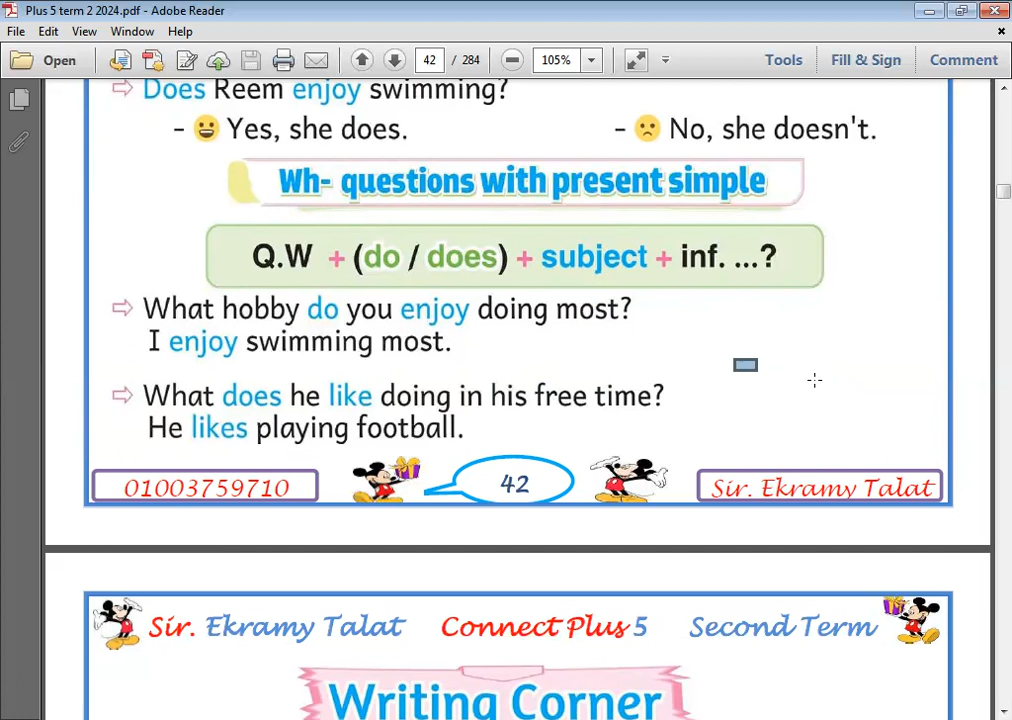 Plus 5 term 2 2024.pdf - Adobe Reader
File Edit View Window Help
Open 42 / 284 105% Tools Fill & Sign Comment
⇨ Does Reem enjoy swimming?
- 😀 Yes, she does. - 🙁 No, she doesn't.
Wh- questions with present simple
Q.W + (do / does) + subject + inf. ...?
⇨ What hobby do you enjoy doing most?
I enjoy swimming most.
⇨ What does he like doing in his free time?
He likes playing football.
01003759710 42 Sir. Ekramy Talat
Sir. Ekramy Talat Connect Plus 5 Second Term
Writing Corner